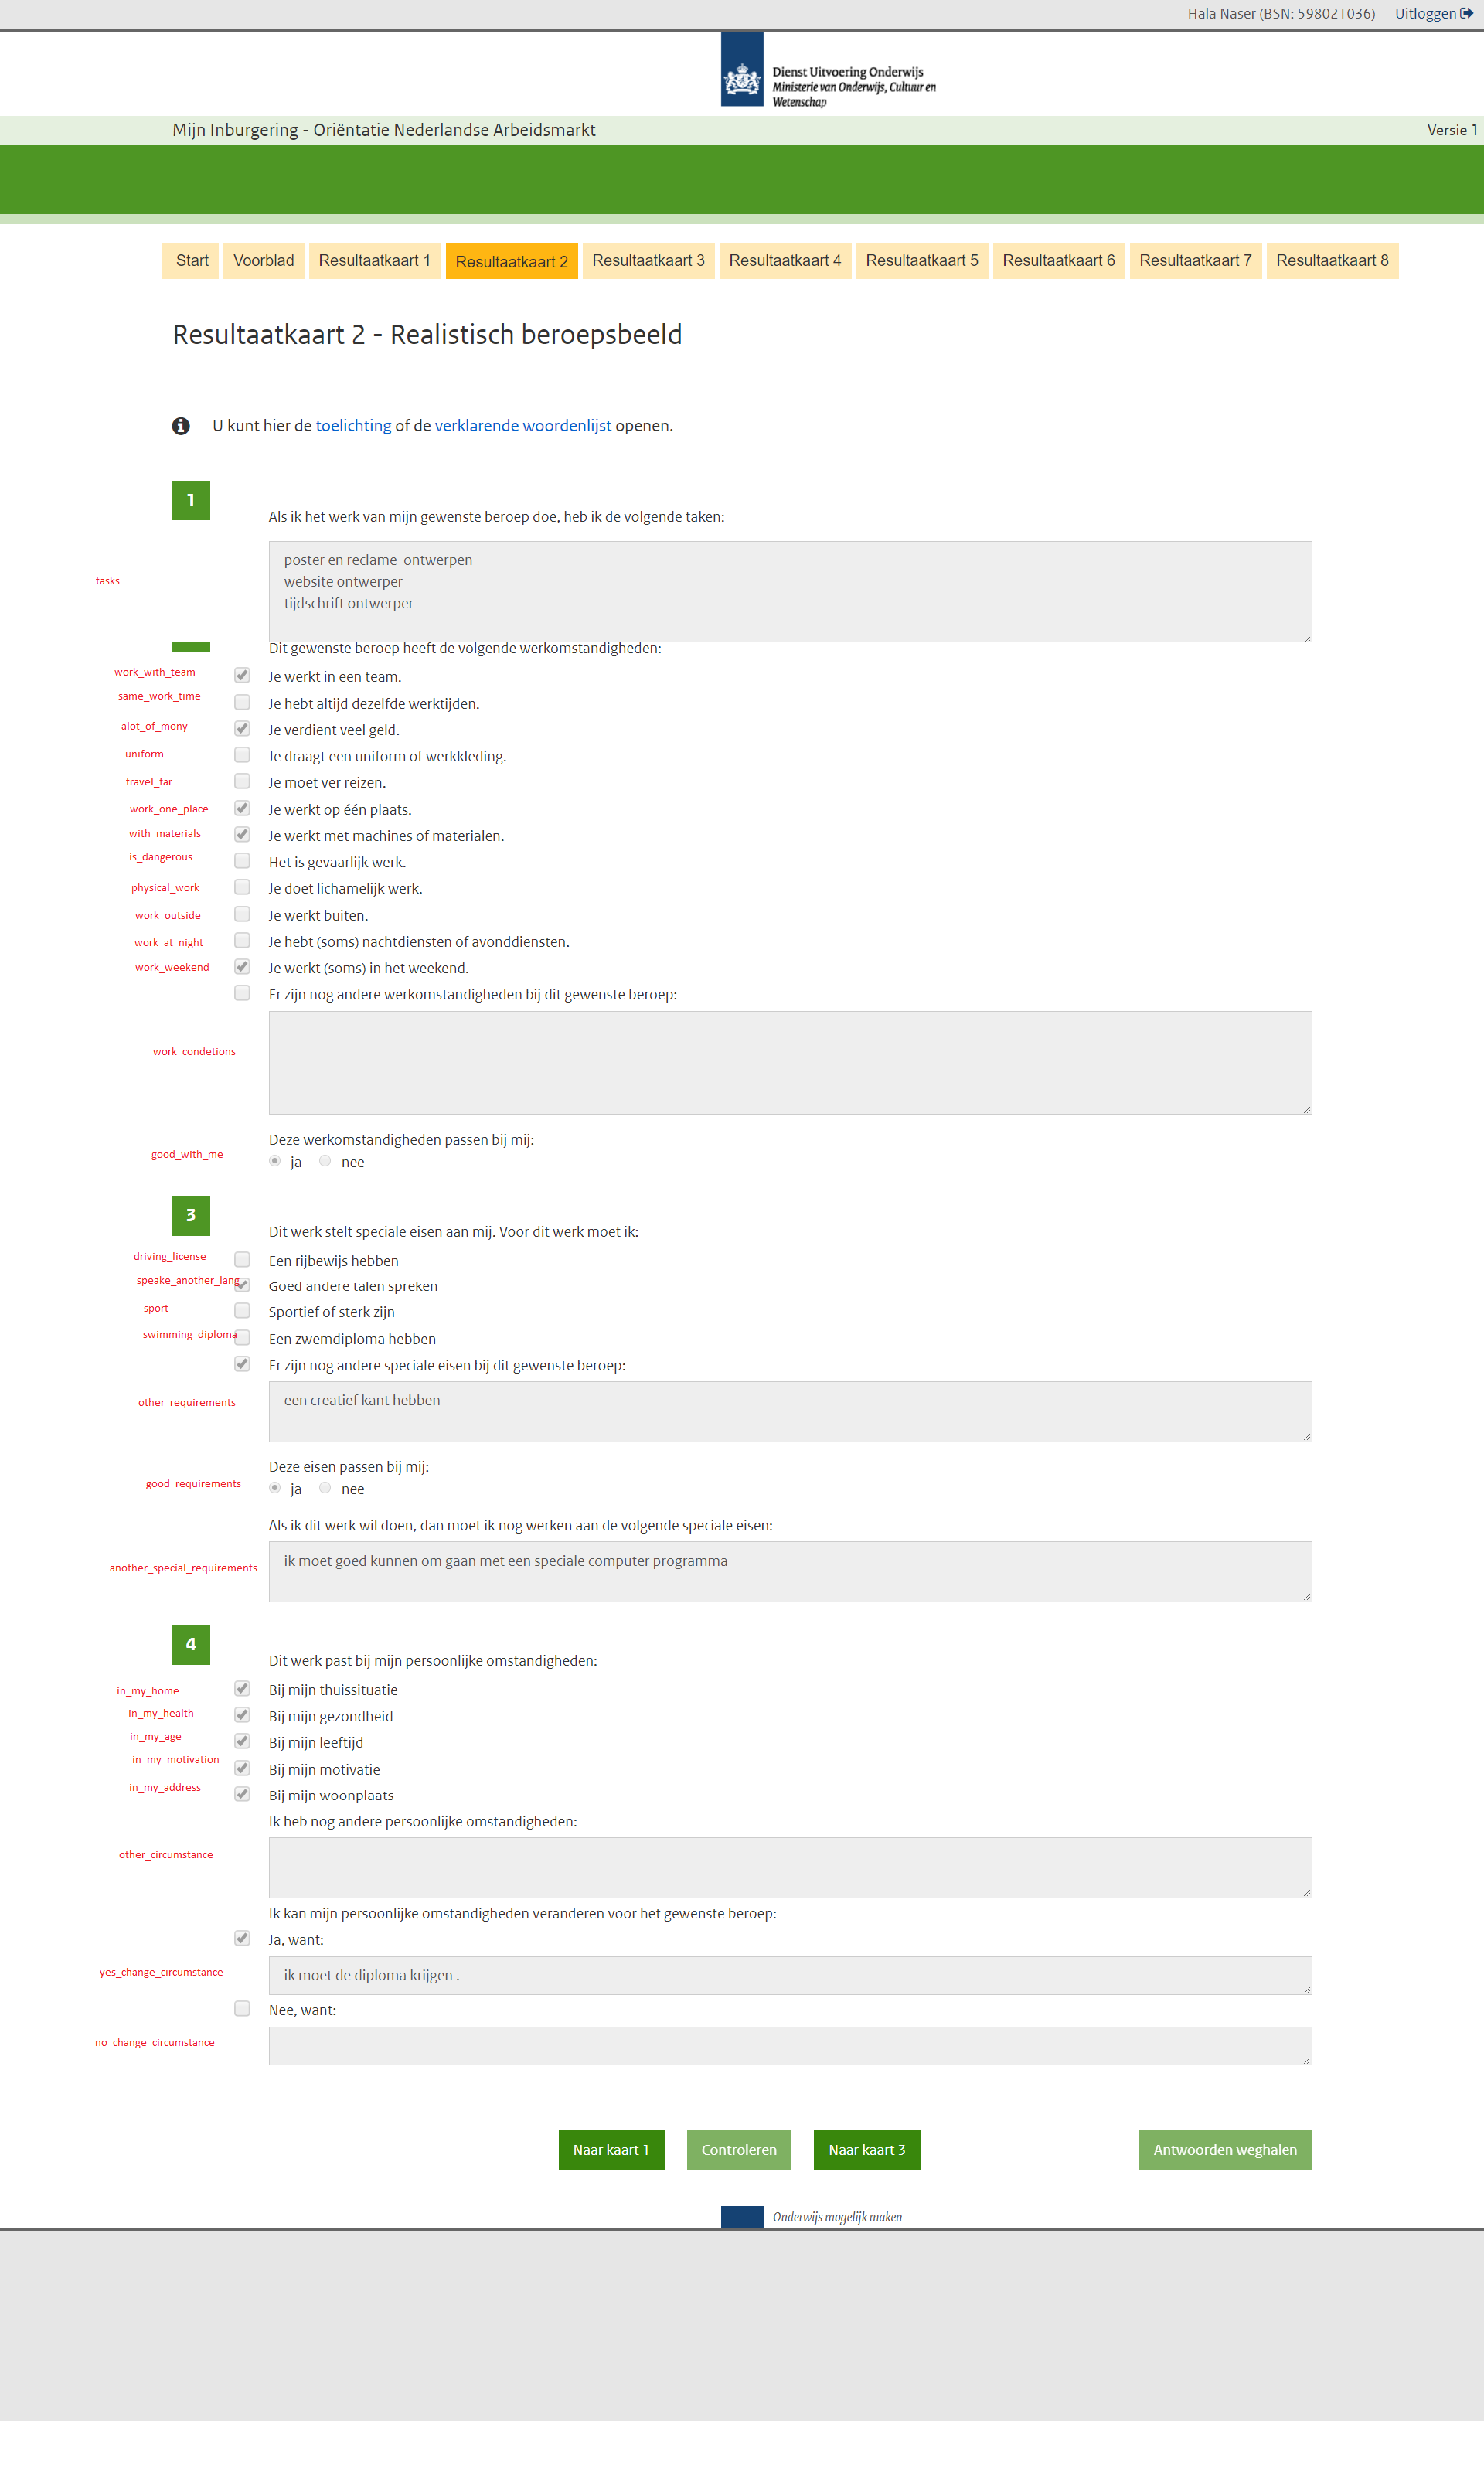 Hala Naser (BSN: 598021036) Uitloggen
Dienst Uitvoering Onderwijs
Ministerie van Onderwijs, Cultuur en
Wetenschap
Mijn Inburgering - Oriëntatie Nederlandse Arbeidsmarkt Versie 1
Start Voorblad Resultaatkaart 1 Resultaatkaart 2 Resultaatkaart 3 Resultaatkaart 4 Resultaatkaart 5 Resultaatkaart 6 Resultaatkaart 7 Resultaatkaart 8
Resultaatkaart 2 - Realistisch beroepsbeeld
U kunt hier de toelichting of de verklarende woordenlijst openen.
1
Als ik het werk van mijn gewenste beroep doe, heb ik de volgende taken:
poster en reclame ontwerpen
tasks website ontwerper
tijdschrift ontwerper
Dit gewenste beroep heeft de volgende werkomstandigheden:
work_with_team Je werkt in een team.
same_work_time Je hebt altijd dezelfde werktijden.
alot_of_mony Je verdient veel geld.
uniform Je draagt een uniform of werkkleding.
travel_far Je moet ver reizen.
work_one_place Je werkt op één plaats.
with_materials Je werkt met machines of materialen.
is_dangerous Het is gevaarlijk werk.
physical_work Je doet lichamelijk werk.
work_outside Je werkt buiten.
work_at_night Je hebt (soms) nachtdiensten of avonddiensten.
work_weekend Je werkt (soms) in het weekend.
Er zijn nog andere werkomstandigheden bij dit gewenste beroep:
work_condetions
Deze werkomstandigheden passen bij mij:
good_with_me ja nee
3
Dit werk stelt speciale eisen aan mij. Voor dit werk moet ik:
driving_license Een rijbewijs hebben
speake_another_lang Goed andere talen spreken
sport Sportief of sterk zijn
swimming_diploma Een zwemdiploma hebben
Er zijn nog andere speciale eisen bij dit gewenste beroep:
other_requirements een creatief kant hebben
Deze eisen passen bij mij:
good_requirements ja nee
Als ik dit werk wil doen, dan moet ik nog werken aan de volgende speciale eisen:
another_special_requirements ik moet goed kunnen om gaan met een speciale computer programma
4
Dit werk past bij mijn persoonlijke omstandigheden:
in_my_home Bij mijn thuissituatie
in_my_health Bij mijn gezondheid
in_my_age Bij mijn leeftijd
in_my_motivation Bij mijn motivatie
in_my_address Bij mijn woonplaats
Ik heb nog andere persoonlijke omstandigheden:
other_circumstance
Ik kan mijn persoonlijke omstandigheden veranderen voor het gewenste beroep:
Ja, want:
yes_change_circumstance ik moet de diploma krijgen .
Nee, want:
no_change_circumstance
Naar kaart 1 Controleren Naar kaart 3 Antwoorden weghalen
Onderwijs mogelijk maken